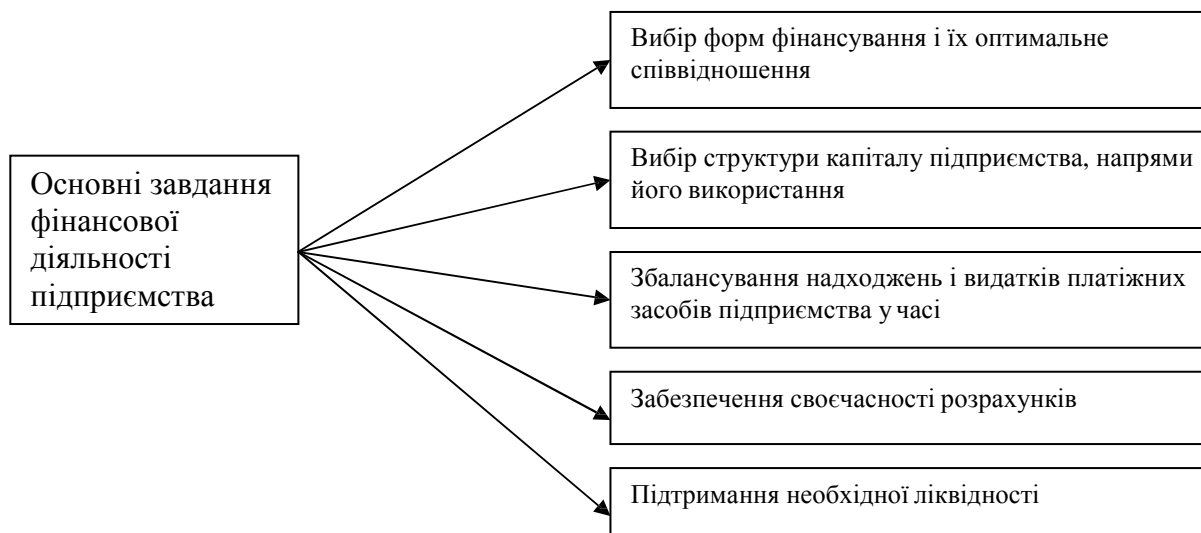 Основні завдання
фінансової
діяльності
підприємства
Вибір форм фінансування і їх оптимальне
співвідношення
Вибір структури капіталу підприємства, напрями
його використання
Збалансування надходжень і видатків платіжних
засобів підприємства у часі
Забезпечення своєчасності розрахунків
Підтримання необхідної ліквідності